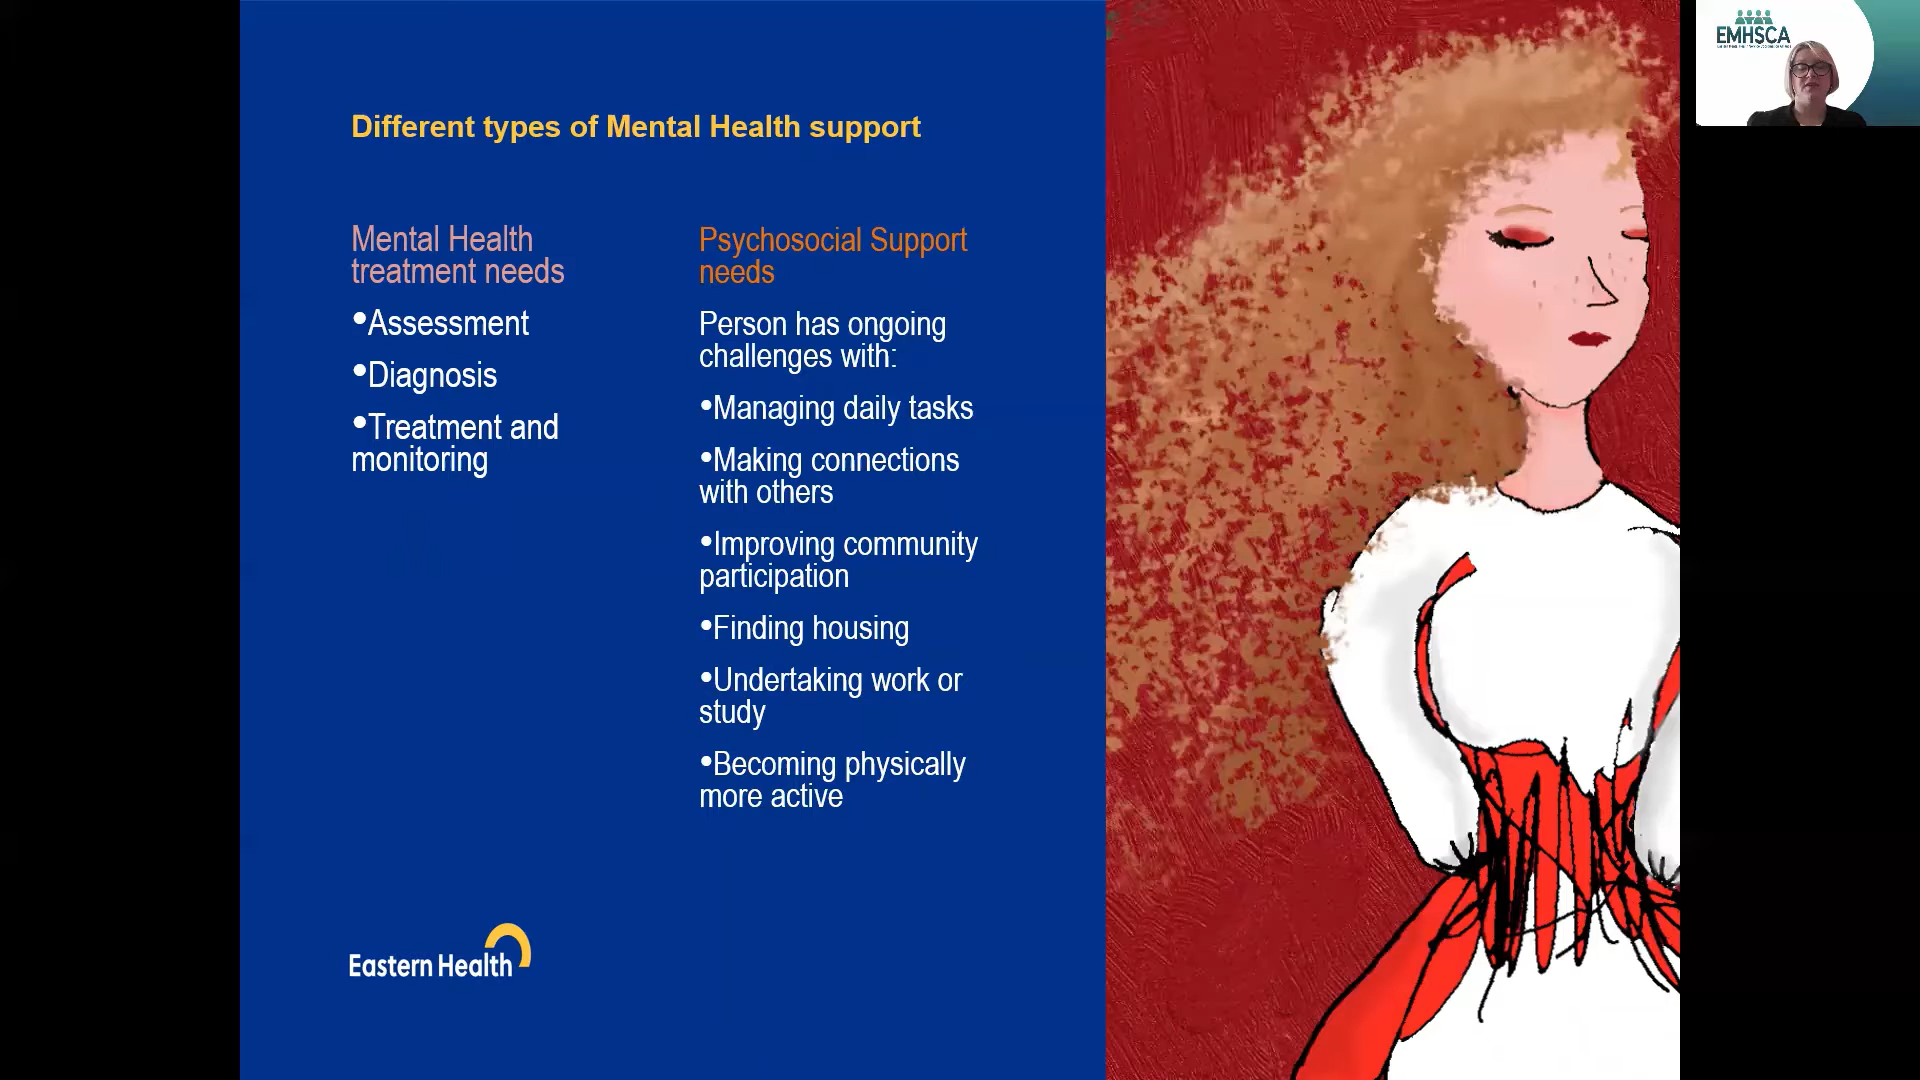 Different types of Mental Health support
Mental Health
treatment needs
•Assessment
•Diagnosis
•Treatment and
monitoring
Psychosocial Support
needs
Person has ongoing
challenges with:
•Managing daily tasks
•Making connections
with others
•Improving community
participation
•Finding housing
•Undertaking work or
study
•Becoming physically
more active
Eastern Health
EMHSCA